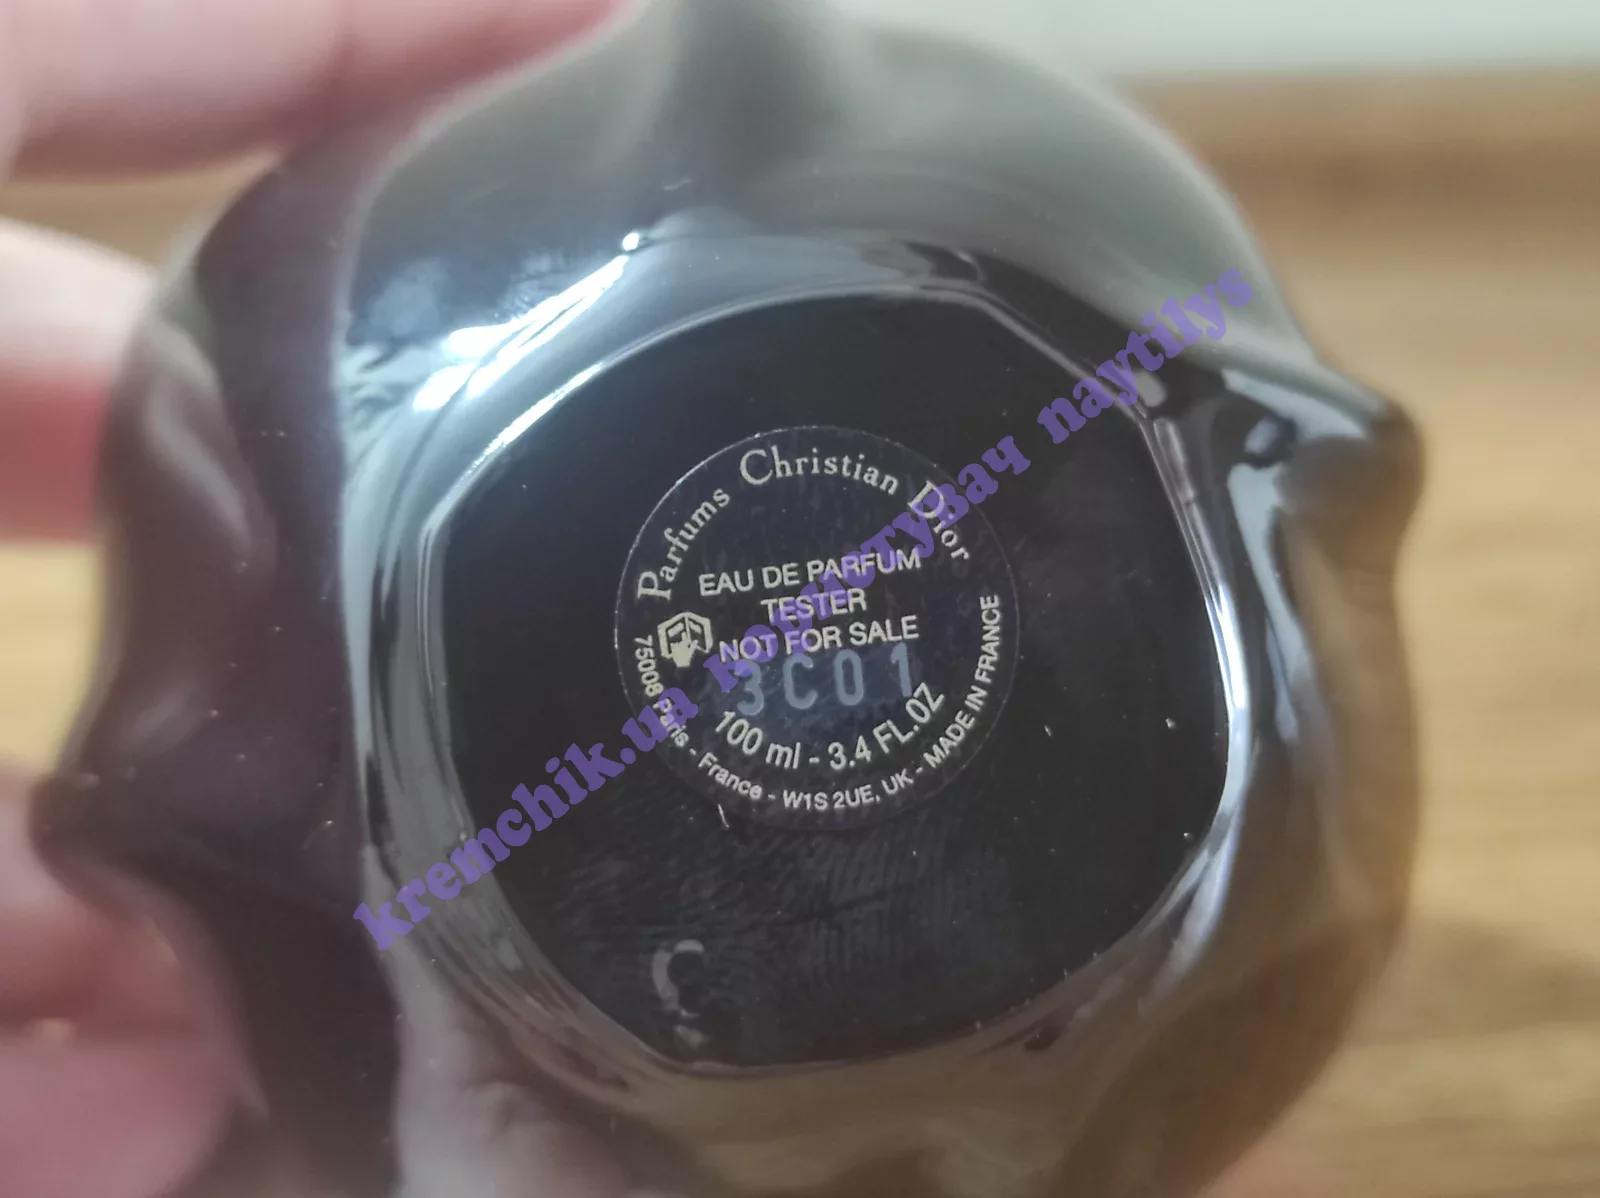 Parfums Christian Dior
EAU DE PARFUM
TESTER
NOT FOR SALE
3C01
100 ml - 3.4 FL.OZ
75008 Paris - France - W1S 2UE, UK - MADE IN FRANCE
kremchik.ua користувач naytilys